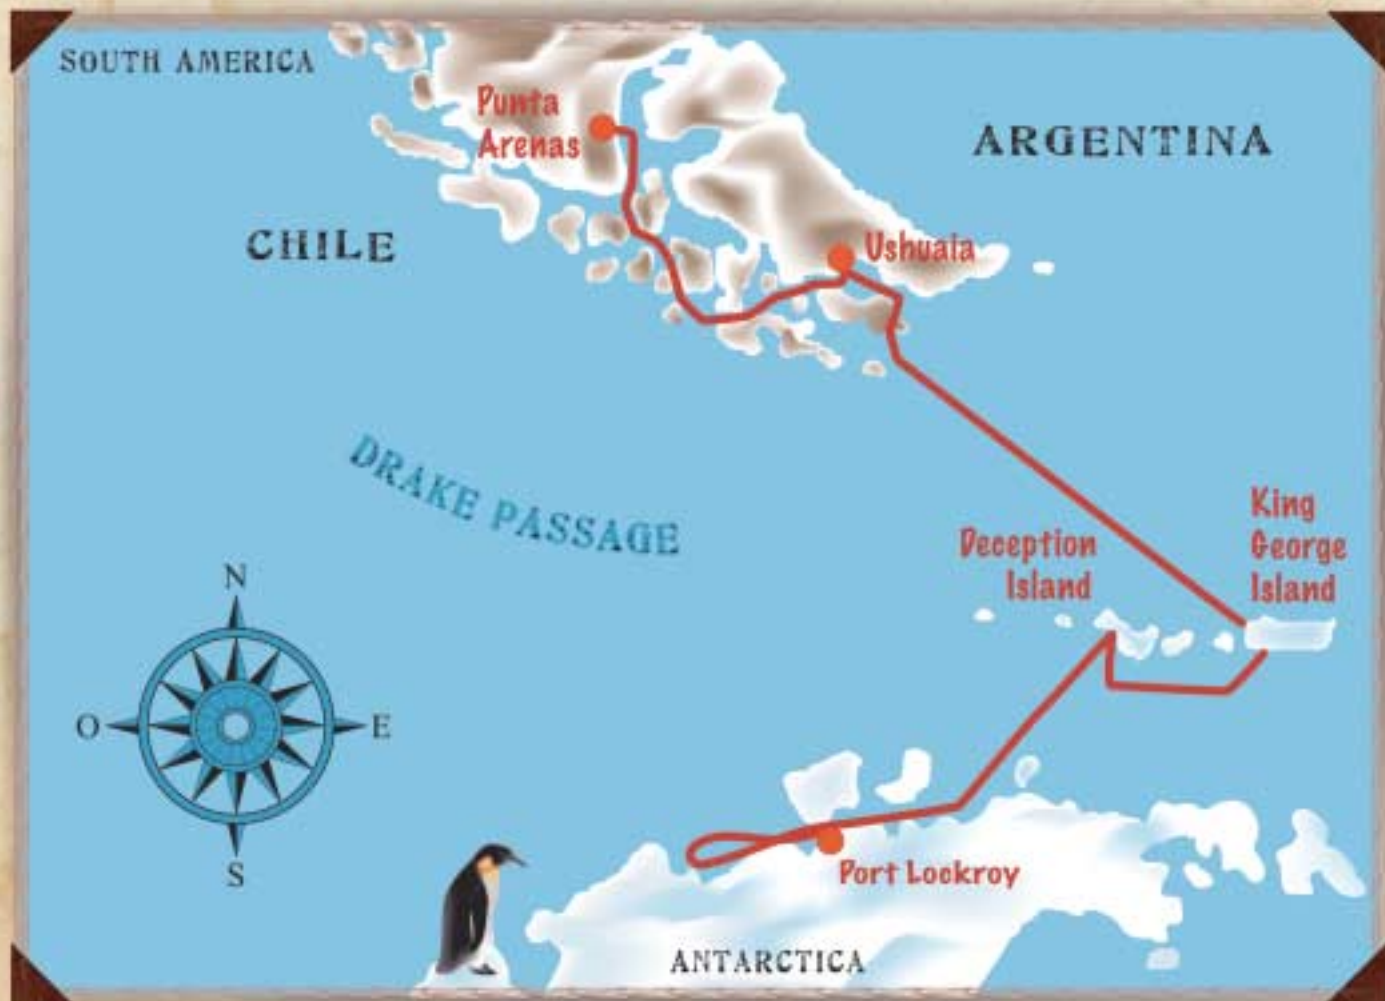 SOUTH AMERICA
Punta
Arenas
ARGENTINA
CHILE
Ushuaia
DRAKE PASSAGE
King
George
Island
Deception
Island
N
O
E
S
Port Lockroy
ANTARCTICA